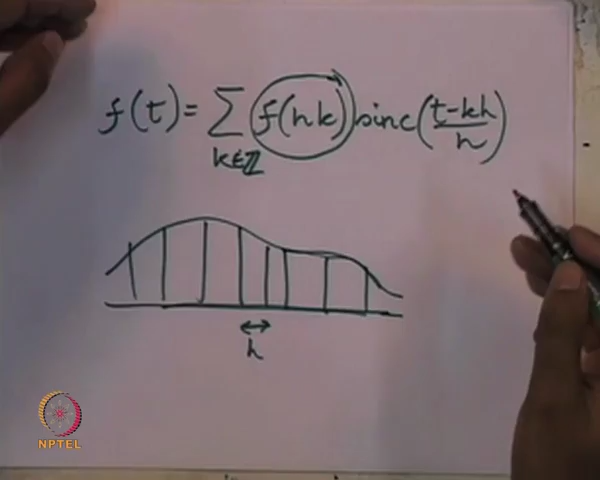 f(t) = Σ f(hk) sinc(t-kh/h)
k∈ℤ
h
NPTEL